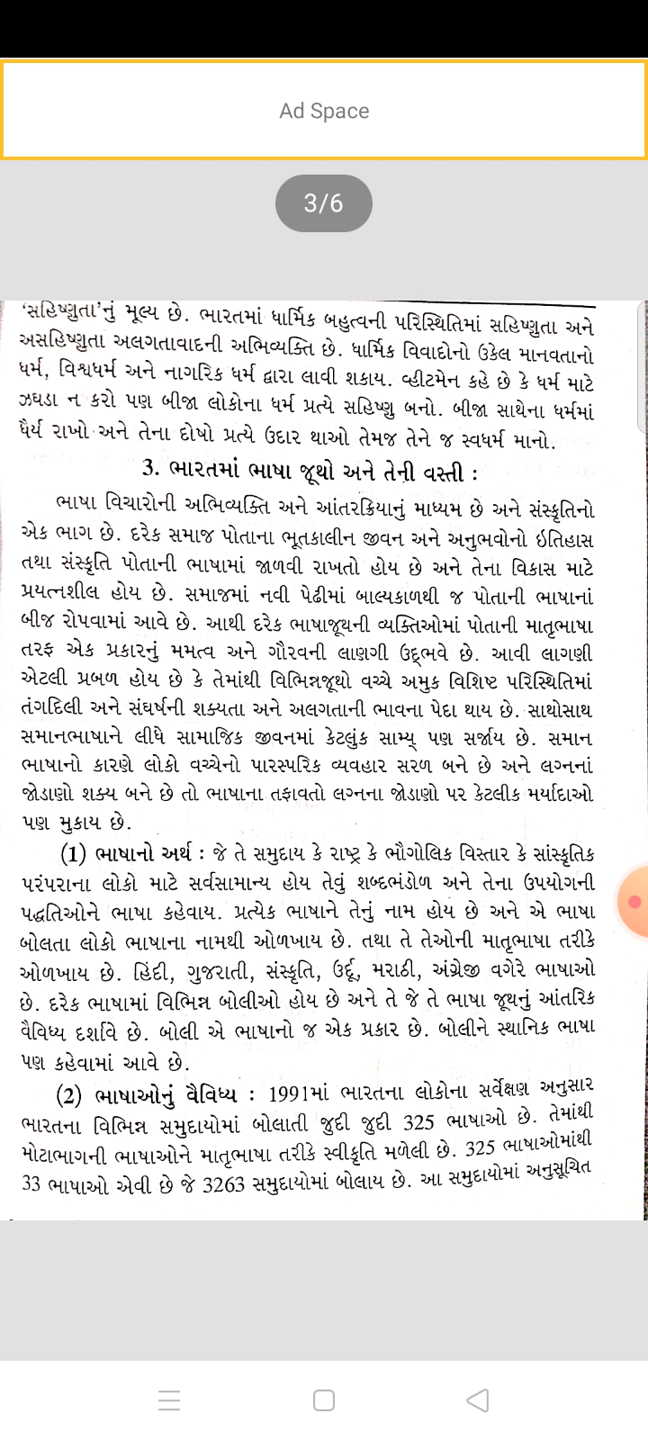 Ad Space
3/6
‘સહિષ્ણુતા’નું મૂલ્ય છે. ભારતમાં ધાર્મિક બહુત્વની પરિસ્થિતિમાં સહિષ્ણુતા અને
અસહિષ્ણુતા અલગતાવાદની અભિવ્યક્તિ છે. ધાર્મિક વિવાદોનો ઉકેલ માનવતાનો
ધર્મ, વિશ્વધર્મ અને નાગરિક ધર્મ દ્વારા લાવી શકાય. વ્હીટમેન કહે છે કે ધર્મ માટે
ઝઘડા ન કરો પણ બીજા લોકોના ધર્મ પ્રત્યે સહિષ્ણુ બનો. બીજા સાથેના ધર્મમાં
ધૈર્ય રાખો અને તેના દોષો પ્રત્યે ઉદાર થાઓ તેમજ તેને જ સ્વધર્મ માનો.
3. ભારતમાં ભાષા જૂથો અને તેની વસ્તી :
ભાષા વિચારોની અભિવ્યક્તિ અને આંતરક્રિયાનું માધ્યમ છે અને સંસ્કૃતિનો
એક ભાગ છે. દરેક સમાજ પોતાના ભૂતકાલીન જીવન અને અનુભવોનો ઇતિહાસ
તથા સંસ્કૃતિ પોતાની ભાષામાં જાળવી રાખતો હોય છે અને તેના વિકાસ માટે
પ્રયત્નશીલ હોય છે. સમાજમાં નવી પેઢીમાં બાલ્યકાળથી જ પોતાની ભાષાનાં
બીજ રોપવામાં આવે છે. આથી દરેક ભાષાજૂથની વ્યક્તિઓમાં પોતાની માતૃભાષા
તરફ એક પ્રકારનું મમત્વ અને ગૌરવની લાણગી ઉદ્ભવે છે. આવી લાગણી
એટલી પ્રબળ હોય છે કે તેમાંથી વિભિન્નજૂથો વચ્ચે અમુક વિશિષ્ટ પરિસ્થિતિમાં
તંગદિલી અને સંઘર્ષની શક્યતા અને અલગતાની ભાવના પેદા થાય છે. સાથોસાથ
સમાનભાષાને લીધે સામાજિક જીવનમાં કેટલુંક સામ્ય્ પણ સર્જાય છે. સમાન
ભાષાનો કારણે લોકો વચ્ચેનો પારસ્પરિક વ્યવહાર સરળ બને છે અને લગ્નનાં
જોડાણો શક્ય બને છે તો ભાષાના તફાવતો લગ્નના જોડાણો પર કેટલીક મર્યાદાઓ
પણ મુકાય છે.
(1) ભાષાનો અર્થ : જે તે સમુદાય કે રાષ્ટ્ર કે ભૌગોલિક વિસ્તાર કે સાંસ્કૃતિક
પરંપરાના લોકો માટે સર્વસામાન્ય હોય તેવું શબ્દભંડોળ અને તેના ઉપયોગની
પદ્ધતિઓને ભાષા કહેવાય. પ્રત્યેક ભાષાને તેનું નામ હોય છે અને એ ભાષા
બોલતા લોકો ભાષાના નામથી ઓળખાય છે. તથા તે તેઓની માતૃભાષા તરીકે
ઓળખાય છે. હિંદી, ગુજરાતી, સંસ્કૃતિ, ઉર્દૂ, મરાઠી, અંગ્રેજી વગેરે ભાષાઓ
છે. દરેક ભાષામાં વિભિન્ન બોલીઓ હોય છે અને તે જે તે ભાષા જૂથનું આંતરિક
વૈવિધ્ય દર્શાવે છે. બોલી એ ભાષાનો જ એક પ્રકાર છે. બોલીને સ્થાનિક ભાષા
પણ કહેવામાં આવે છે.
(2) ભાષાઓનું વૈવિધ્ય : 1991માં ભારતના લોકોના સર્વેક્ષણ અનુસાર
ભારતના વિભિન્ન સમુદાયોમાં બોલાતી જુદી જુદી 325 ભાષાઓ છે. તેમાંથી
મોટાભાગની ભાષાઓને માતૃભાષા તરીકે સ્વીકૃતિ મળેલી છે. 325 ભાષાઓમાંથી
33 ભાષાઓ એવી છે જે 3263 સમુદાયોમાં બોલાય છે. આ સમુદાયોમાં અનુસૂચિત